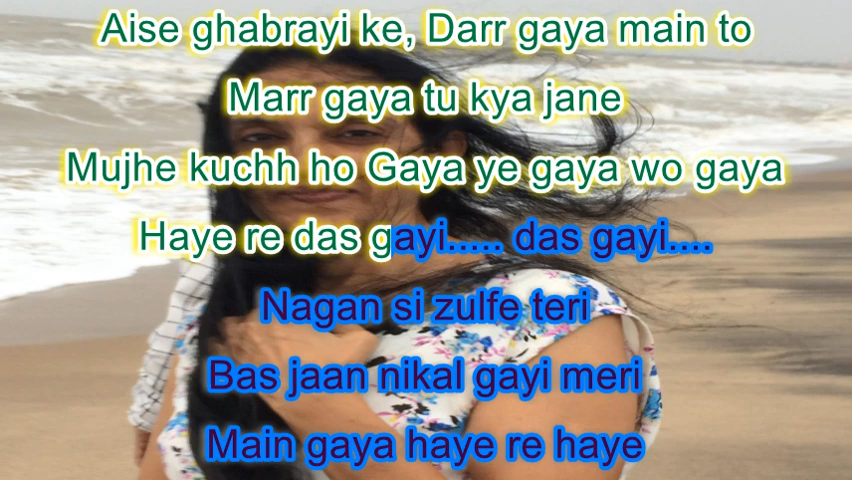 Aise ghabrayi ke, Darr gaya main to
Marr gaya tu kya jane
Mujhe kuchh ho Gaya ye gaya wo gaya
Haye re das gayi..... das gayi....
Nagan si zulfe teri
Bas jaan nikal gayi meri
Main gaya haye re haye